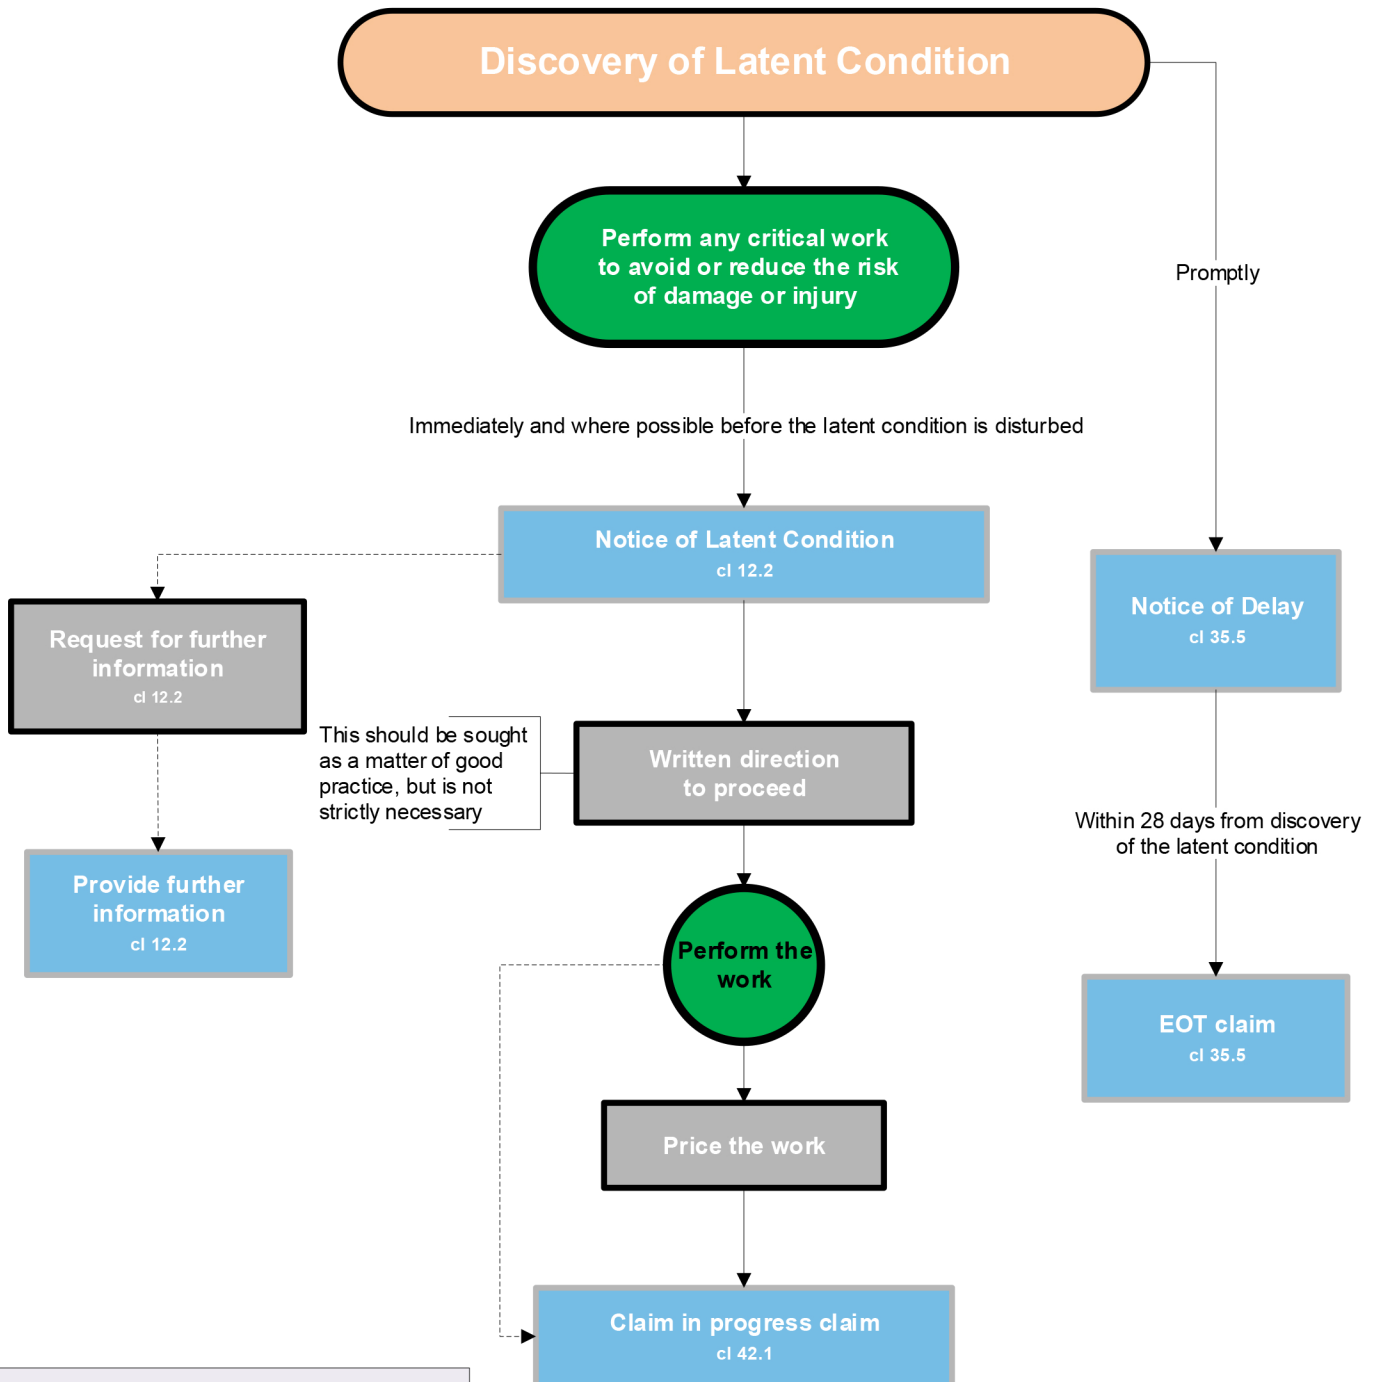 Discovery of Latent Condition
Perform any critical work
to avoid or reduce the risk
of damage or injury
Promptly
Immediately and where possible before the latent condition is disturbed
Notice of Latent Condition
cl 12.2
Notice of Delay
cl 35.5
Request for further
information
cl 12.2
This should be sought
as a matter of good
practice, but is not
strictly necessary
Written direction
to proceed
Within 28 days from discovery
of the latent condition
Provide further
information
cl 12.2
Perform the
work
EOT claim
cl 35.5
Price the work
Claim in progress claim
cl 42.1